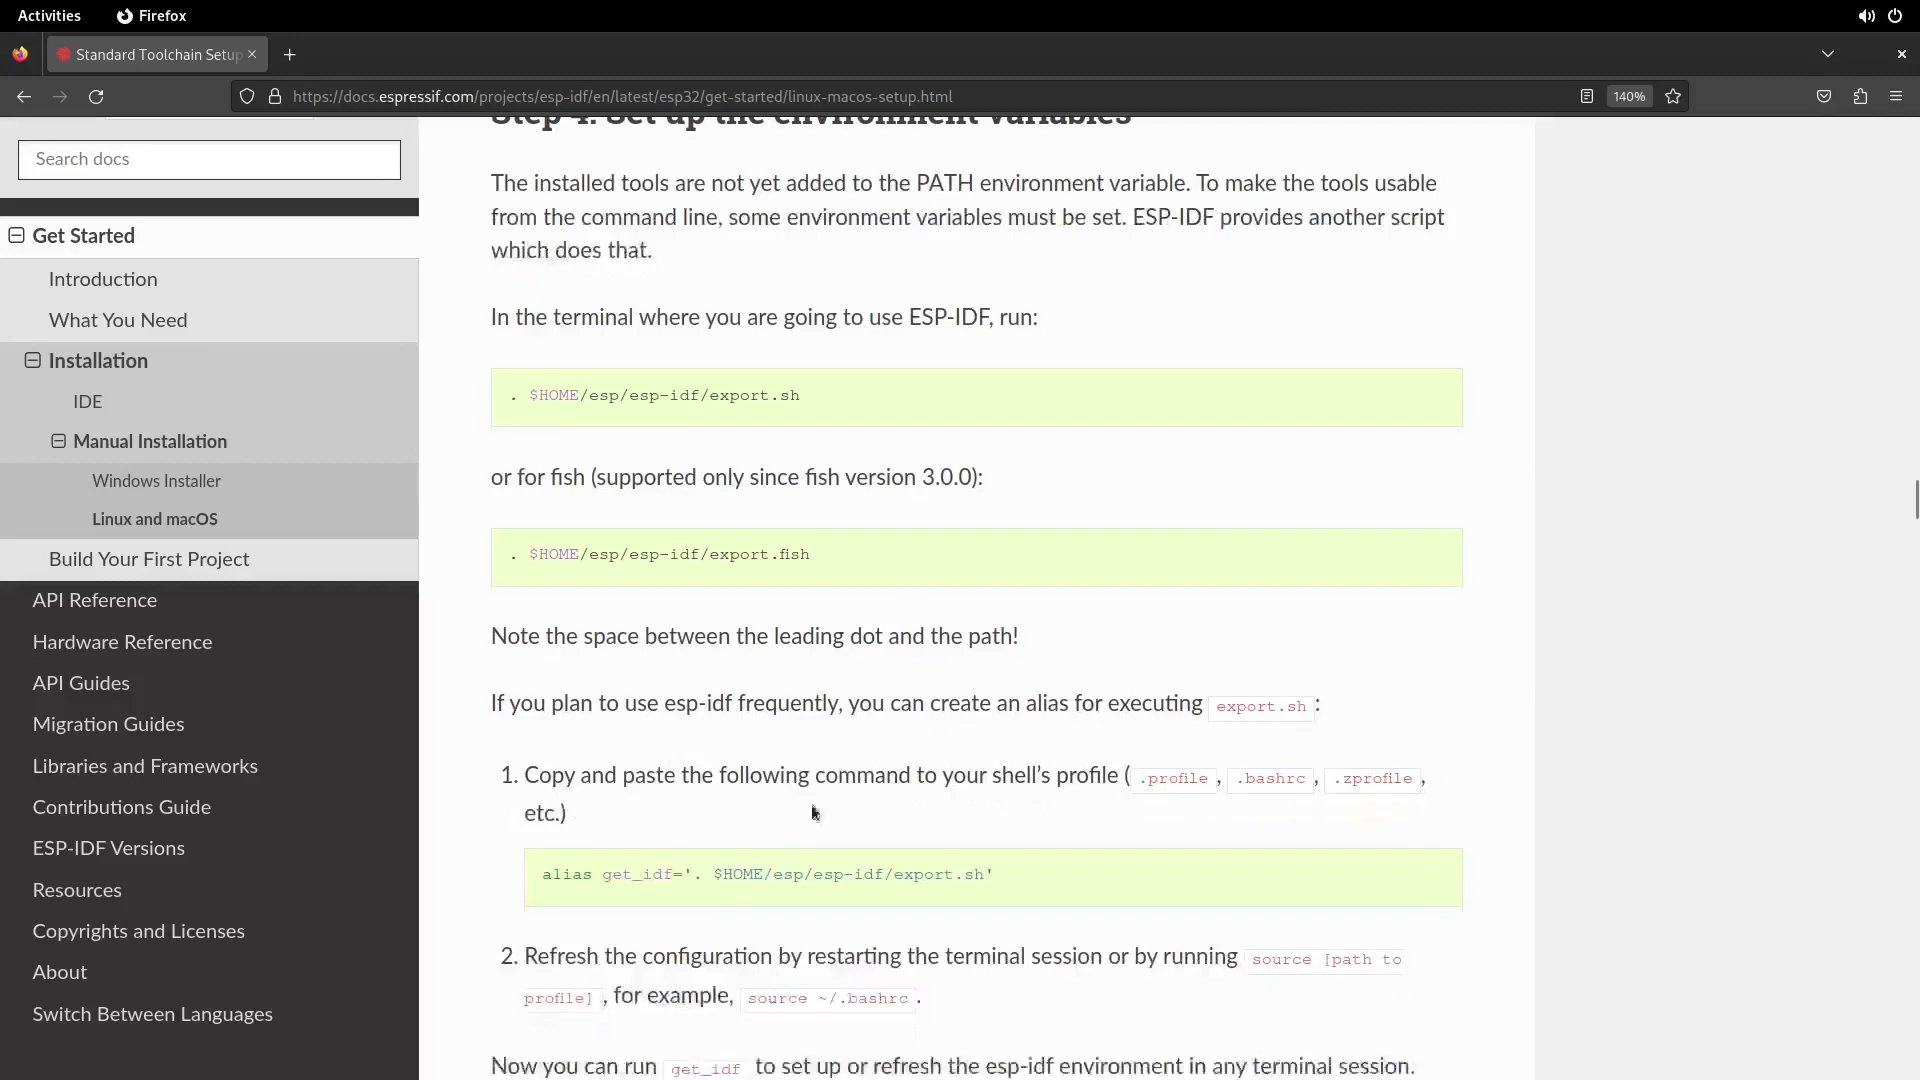 Activities
Firefox
Standard Toolchain Setup
https://docs.espressif.com/projects/esp-idf/en/latest/esp32/get-started/linux-macos-setup.html
140%
Search docs
Get Started
Introduction
What You Need
Installation
IDE
Manual Installation
Windows Installer
Linux and macOS
Build Your First Project
API Reference
Hardware Reference
API Guides
Migration Guides
Libraries and Frameworks
Contributions Guide
ESP-IDF Versions
Resources
Copyrights and Licenses
About
Switch Between Languages
Step 4. Set up the environment variables
The installed tools are not yet added to the PATH environment variable. To make the tools usable
from the command line, some environment variables must be set. ESP-IDF provides another script
which does that.
In the terminal where you are going to use ESP-IDF, run:
. $HOME/esp/esp-idf/export.sh
or for fish (supported only since fish version 3.0.0):
. $HOME/esp/esp-idf/export.fish
Note the space between the leading dot and the path!
If you plan to use esp-idf frequently, you can create an alias for executing export.sh:
1. Copy and paste the following command to your shell’s profile ( .profile , .bashrc , .zprofile ,
etc.)
alias get_idf='. $HOME/esp/esp-idf/export.sh'
2. Refresh the configuration by restarting the terminal session or by running source [path to
profile] , for example, source ~/.bashrc .
Now you can run get_idf to set up or refresh the esp-idf environment in any terminal session.